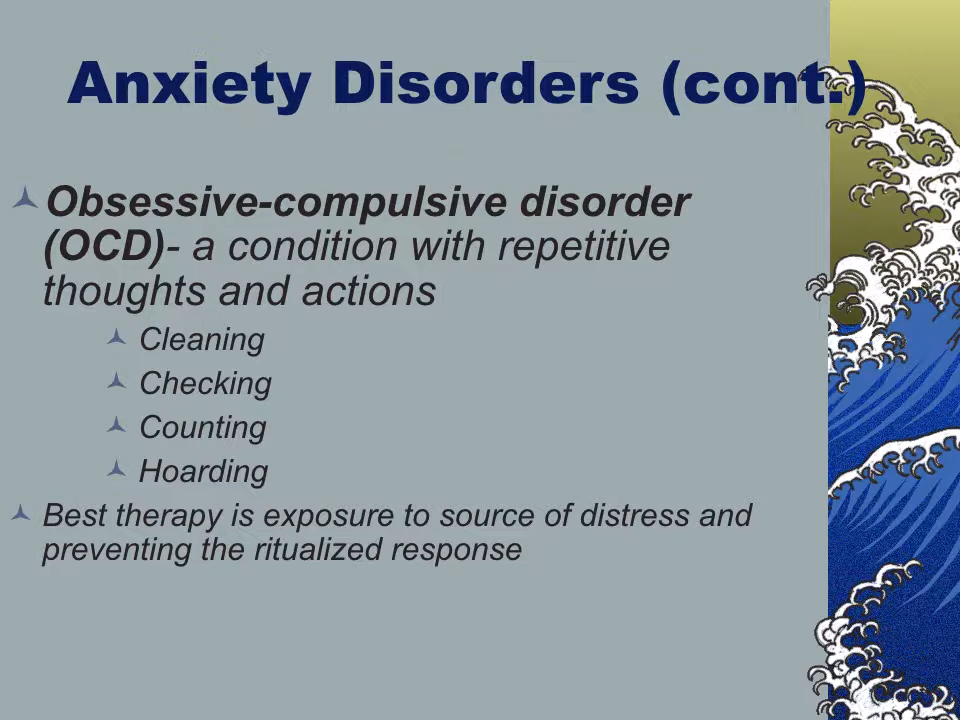 Anxiety Disorders (cont.)
Obsessive-compulsive disorder
(OCD)- a condition with repetitive
thoughts and actions
Cleaning
Checking
Counting
Hoarding
Best therapy is exposure to source of distress and
preventing the ritualized response